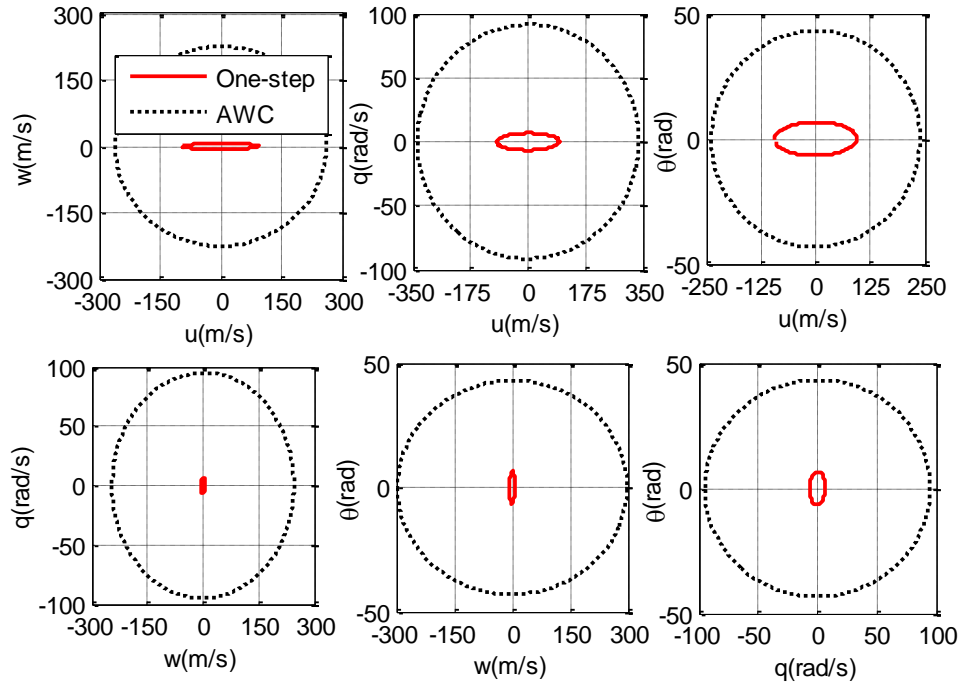 300
150
0
-150
-300
w(m/s)
-300 -150 0 150 300
u(m/s)
One-step
AWC
100
50
0
-50
-100
q(rad/s)
-350 -175 0 175 350
u(m/s)
50
0
-50
θ(rad)
-250 -125 0 125 250
u(m/s)
100
50
0
-50
-100
q(rad/s)
-300 -150 0 150 300
w(m/s)
50
0
-50
θ(rad)
-300 -150 0 150 300
w(m/s)
50
0
-50
θ(rad)
-100 -50 0 50 100
q(rad/s)